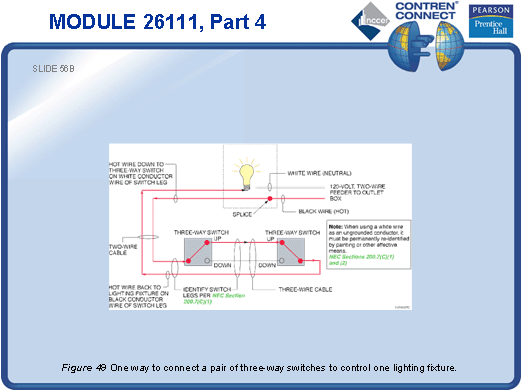 MODULE 26111, Part 4
nccer
CONTREN®
CONNECT
PEARSON
Prentice
Hall
SLIDE 56B
HOT WIRE DOWN TO
THREE-WAY SWITCH
ON WHITE CONDUCTOR
WIRE OF SWITCH LEG
WHITE WIRE (NEUTRAL)
120-VOLT, TWO-WIRE
FEEDER TO OUTLET
BOX
BLACK WIRE (HOT)
SPLICE
THREE-WAY SWITCH
UP
THREE-WAY SWITCH
UP
Note: When using a white wire
as an ungrounded conductor, it
must be permanently re-identified
by painting or other effective
means.
NEC Sections 200.7(C)(1)
and (2)
TWO-WIRE
CABLE
DOWN
DOWN
HOT WIRE BACK TO
LIGHTING FIXTURE ON
BLACK CONDUCTOR
WIRE OF SWITCH LEG
IDENTIFY SWITCH
LEGS PER NEC Section
200.7(C)(1)
THREE-WIRE CABLE
Figure 49 One way to connect a pair of three-way switches to control one lighting fixture.